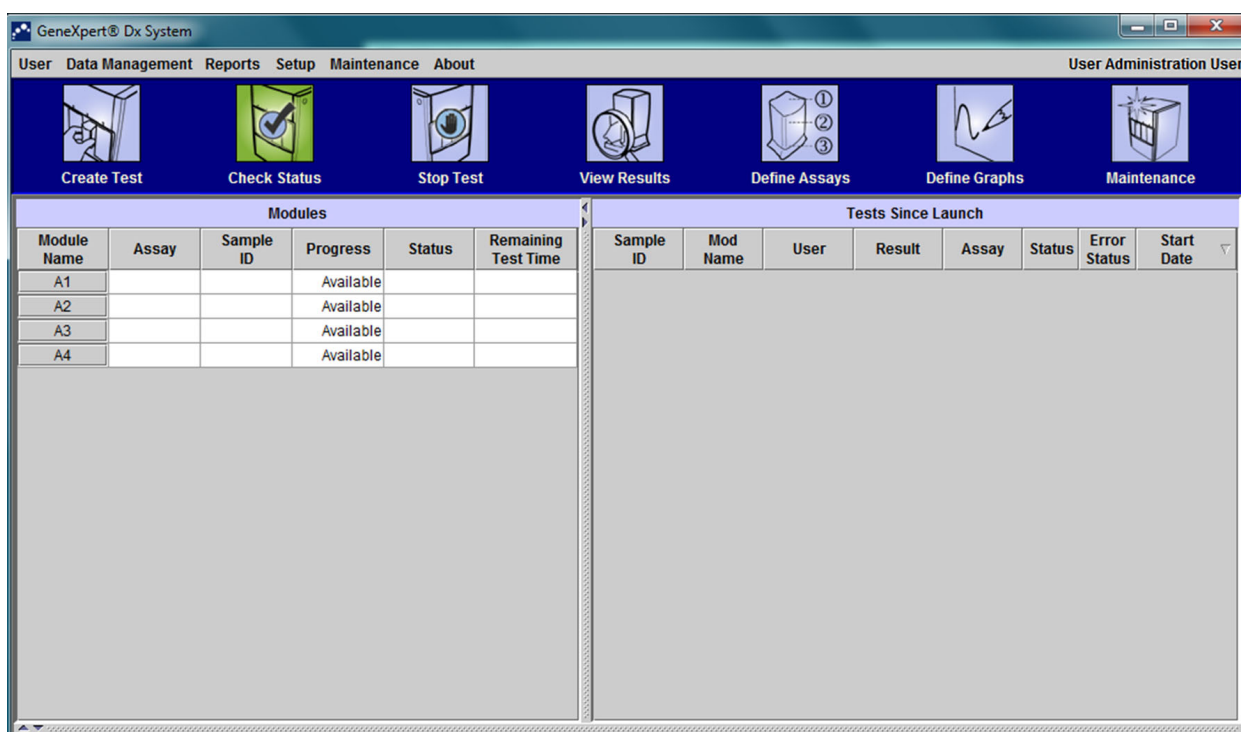 GeneXpert® Dx System
User Data Management Reports Setup Maintenance About User Administration User
①
②
③
Create Test Check Status Stop Test View Results Define Assays Define Graphs Maintenance
Modules Tests Since Launch
Module Name Assay Sample ID Progress Status Remaining Test Time Sample ID Mod Name User Result Assay Status Error Status Start Date
A1 Available
A2 Available
A3 Available
A4 Available